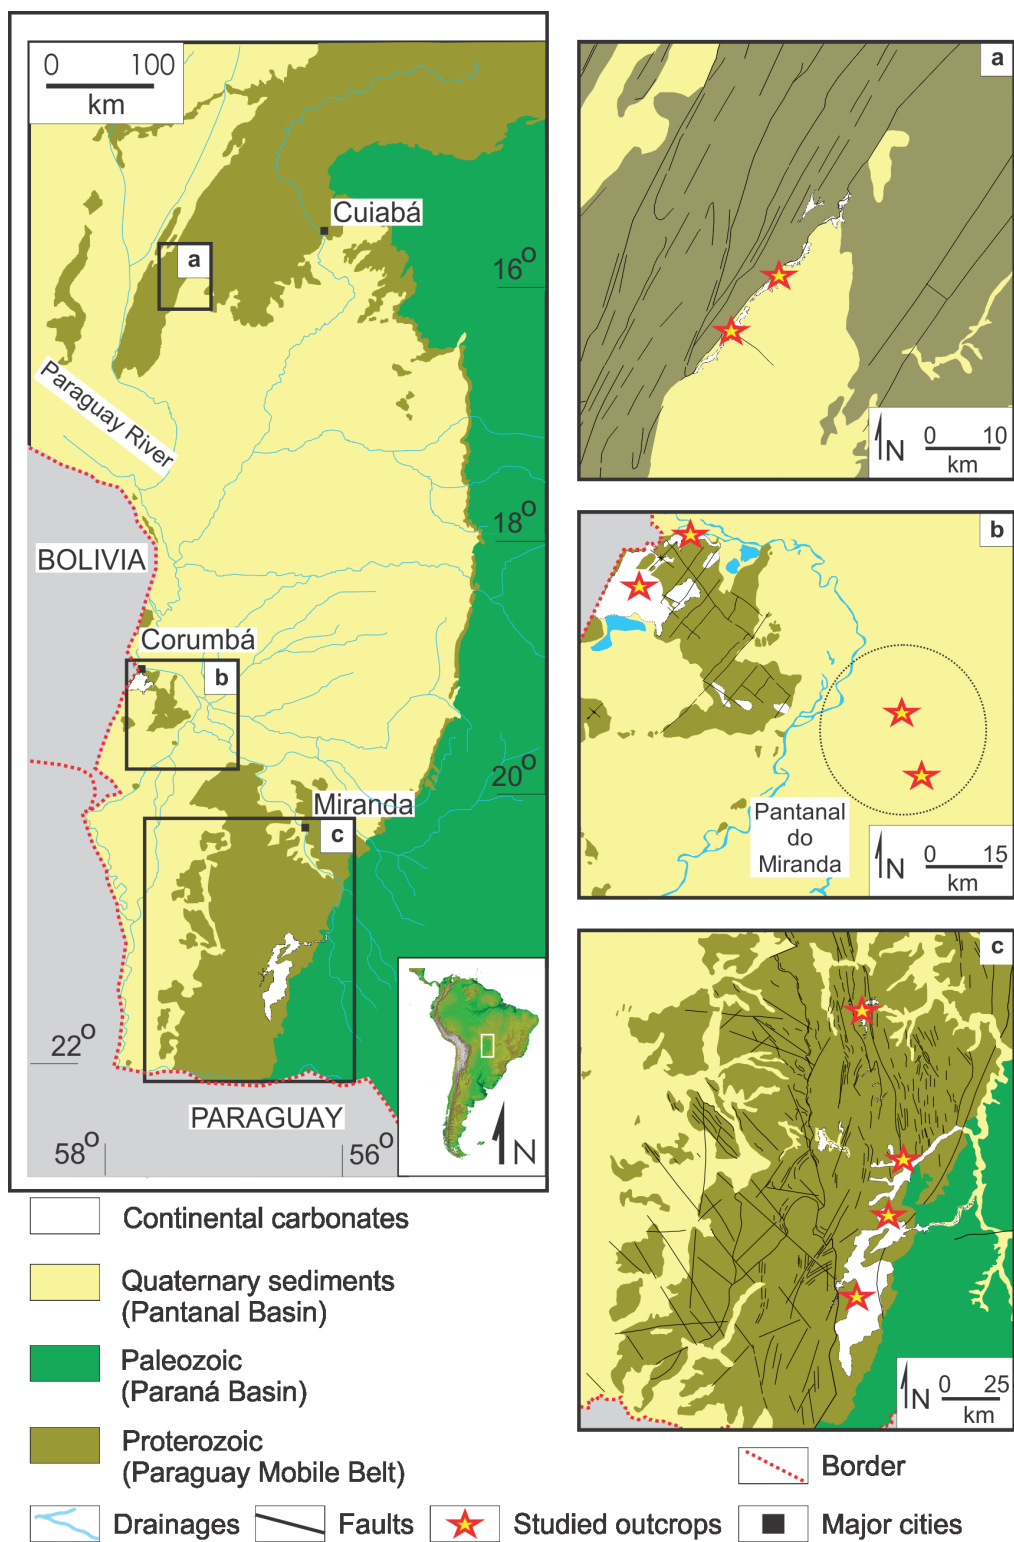 0 100
km
Cuiabá
a
16°
Paraguay River
18°
BOLIVIA
Corumbá
b
20°
Miranda
c
22°
PARAGUAY
N
58°
56°
a
N
0 10
km
b
Pantanal
do
Miranda
N
0 15
km
c
N
0 25
km
Continental carbonates
Quaternary sediments
(Pantanal Basin)
Paleozoic
(Paraná Basin)
Proterozoic
(Paraguay Mobile Belt)
Border
Drainages
Faults
Studied outcrops
Major cities